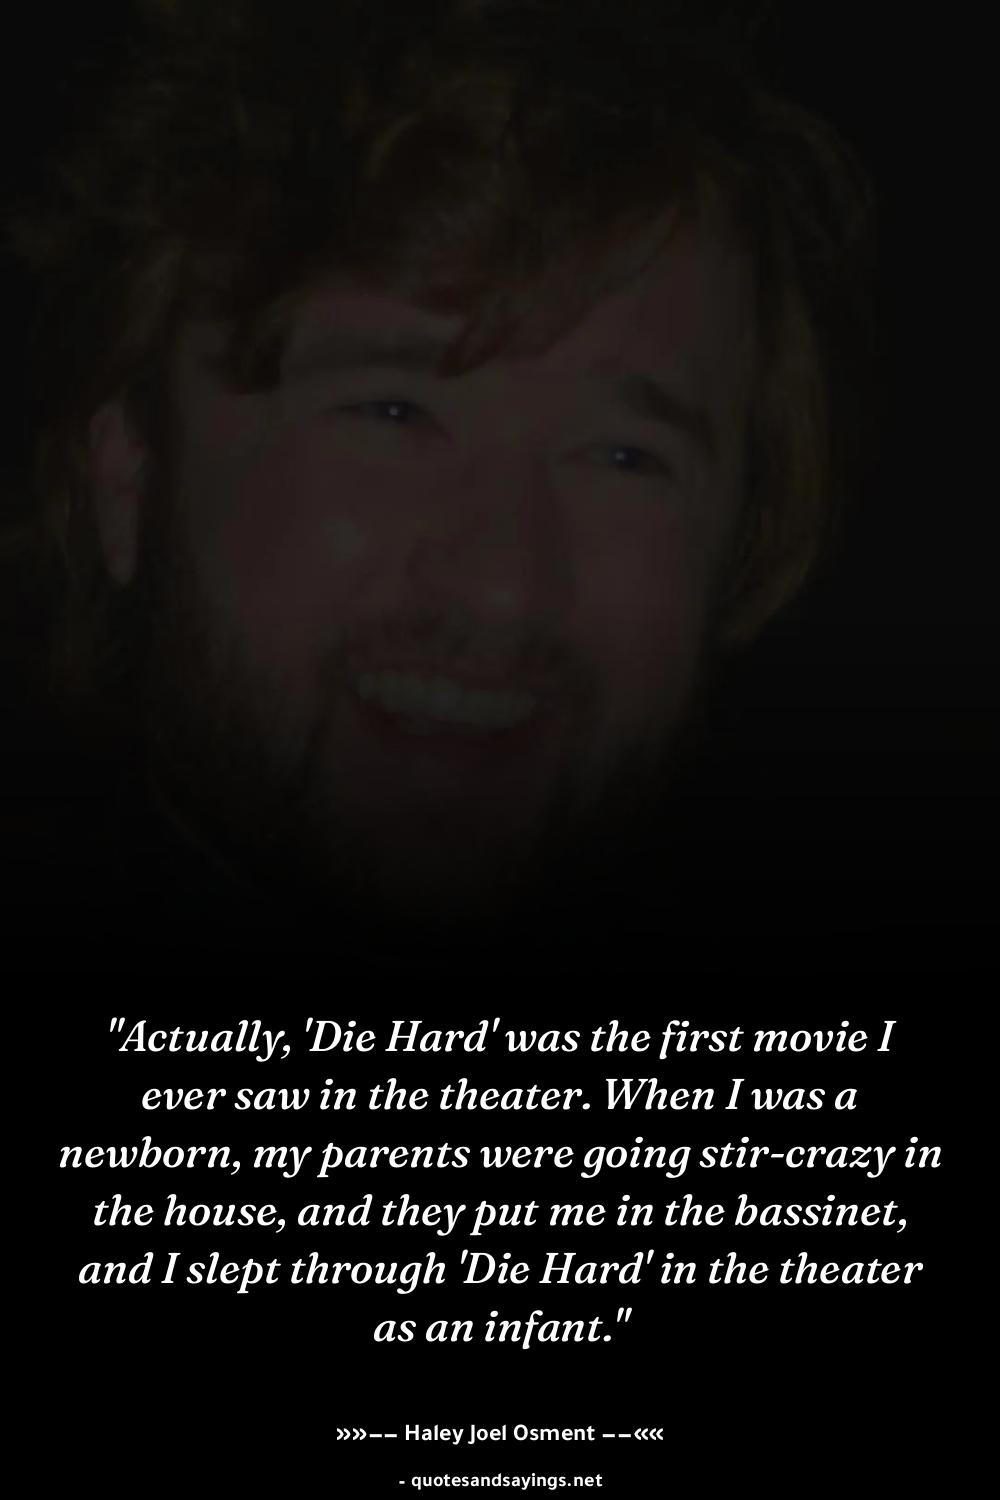 "Actually, 'Die Hard' was the first movie I
ever saw in the theater. When I was a
newborn, my parents were going stir-crazy in
the house, and they put me in the bassinet,
and I slept through 'Die Hard' in the theater
as an infant."
»»−− Haley Joel Osment −−««
- quotesandsayings.net